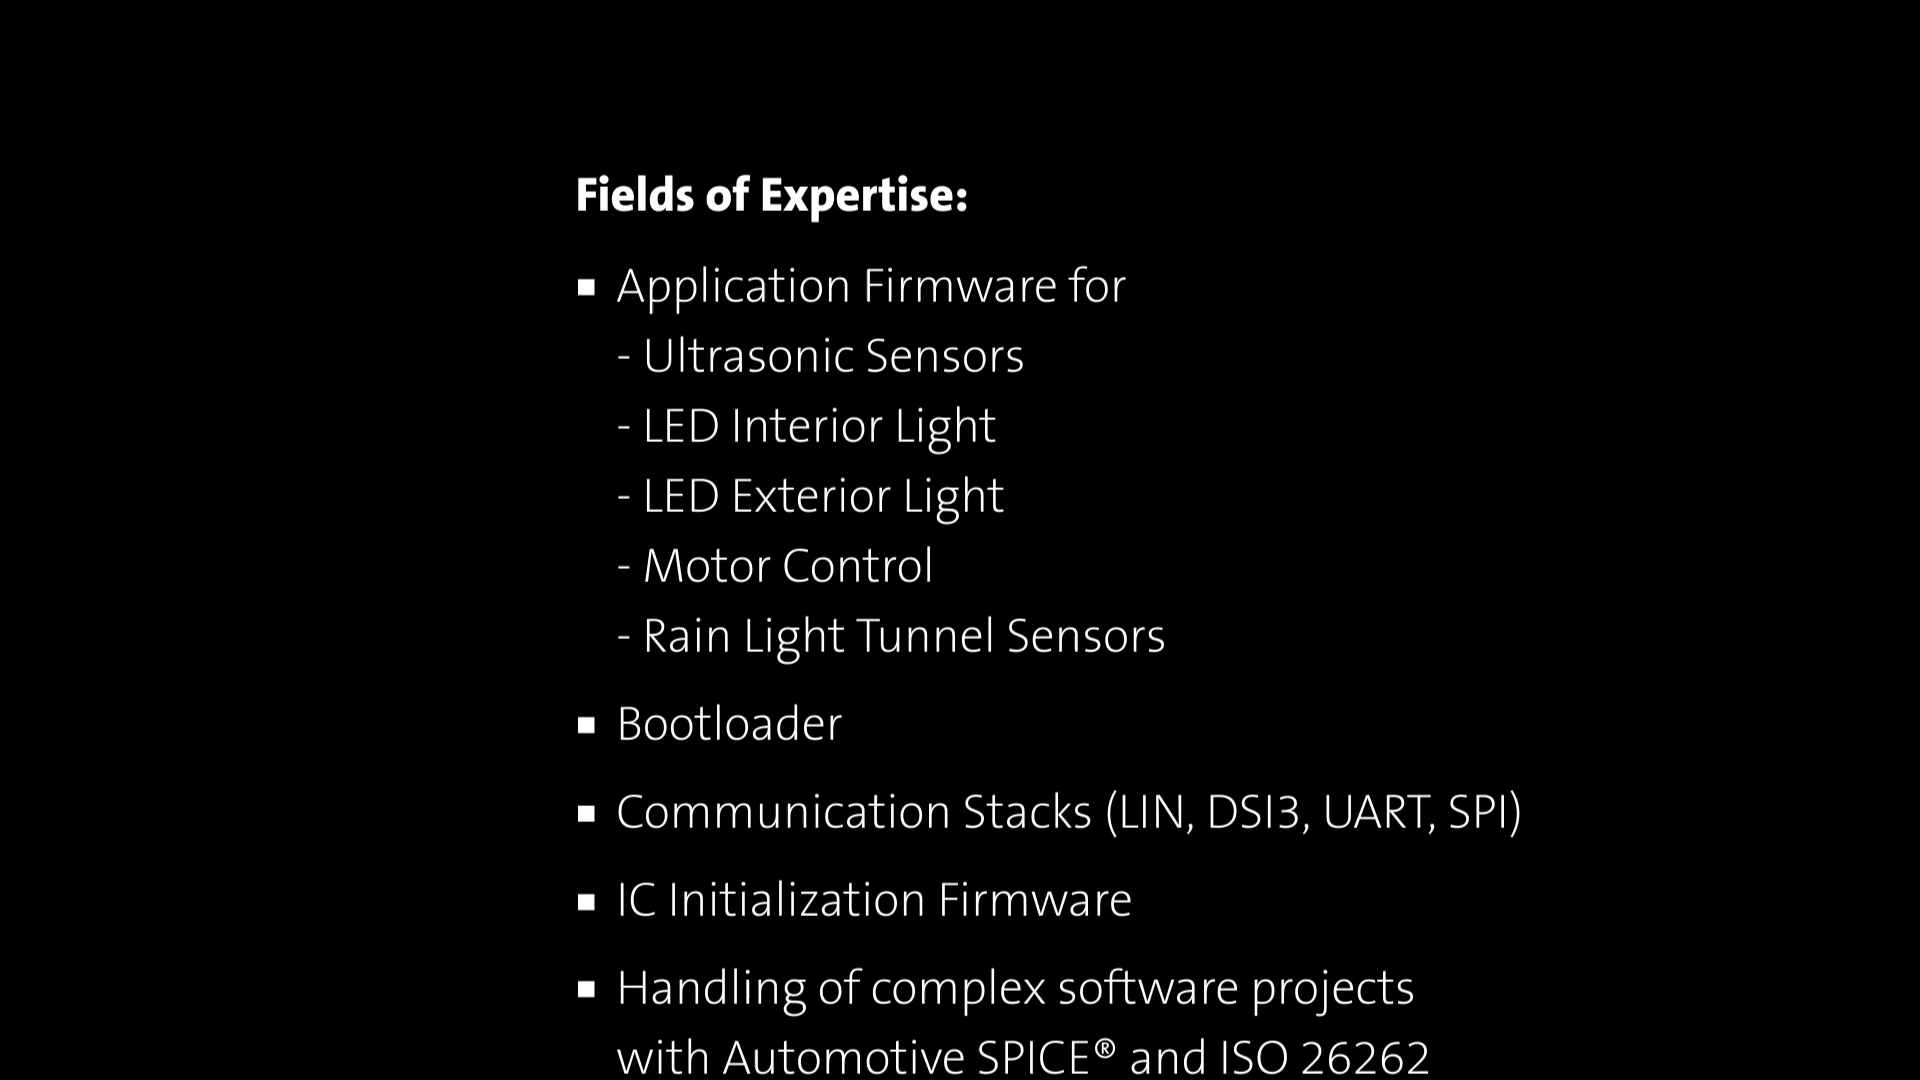 Fields of Expertise:
▪ Application Firmware for
- Ultrasonic Sensors
- LED Interior Light
- LED Exterior Light
- Motor Control
- Rain Light Tunnel Sensors
▪ Bootloader
▪ Communication Stacks (LIN, DSI3, UART, SPI)
▪ IC Initialization Firmware
▪ Handling of complex software projects
with Automotive SPICE® and ISO 26262